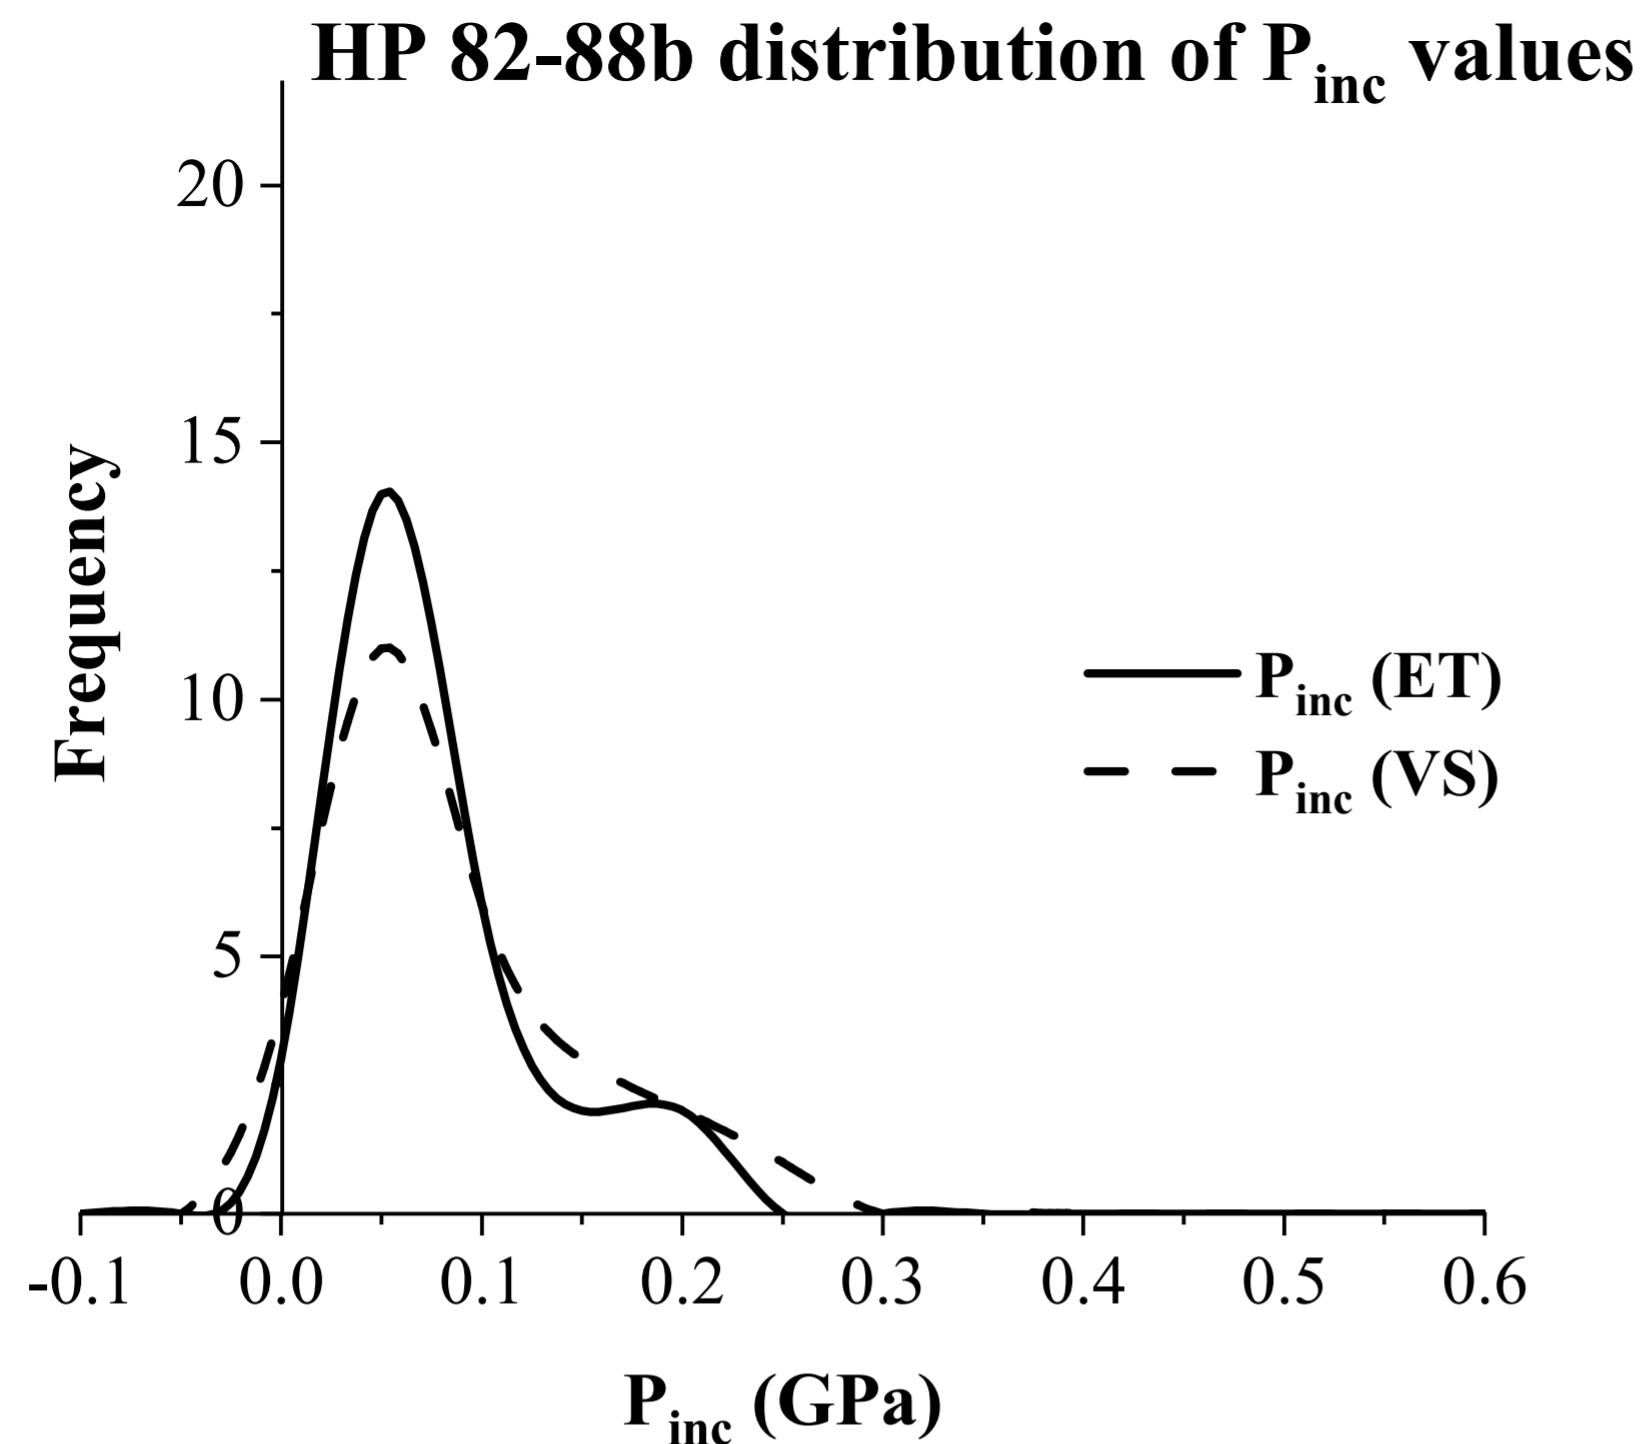 HP 82-88b distribution of Pinc values
20
15
10
5
0
Frequency
Pinc (ET)
Pinc (VS)
-0.1 0.0 0.1 0.2 0.3 0.4 0.5 0.6
Pinc (GPa)